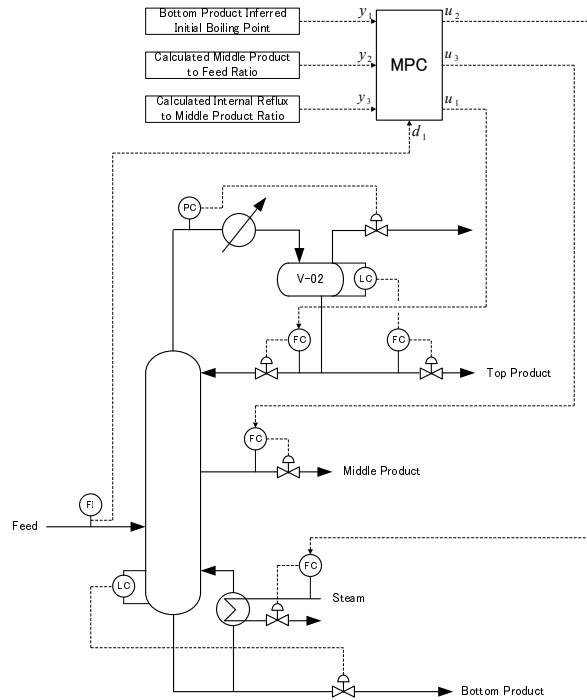 Bottom Product Inferred
Initial Boiling Point
y1
u2
Calculated Middle Product
to Feed Ratio
y2
MPC
u3
Calculated Internal Reflux
to Middle Product Ratio
y3
u1
d1
PC
V-02
LC
FC
FC
Top Product
FC
Middle Product
FI
Feed
FC
LC
Steam
Bottom Product